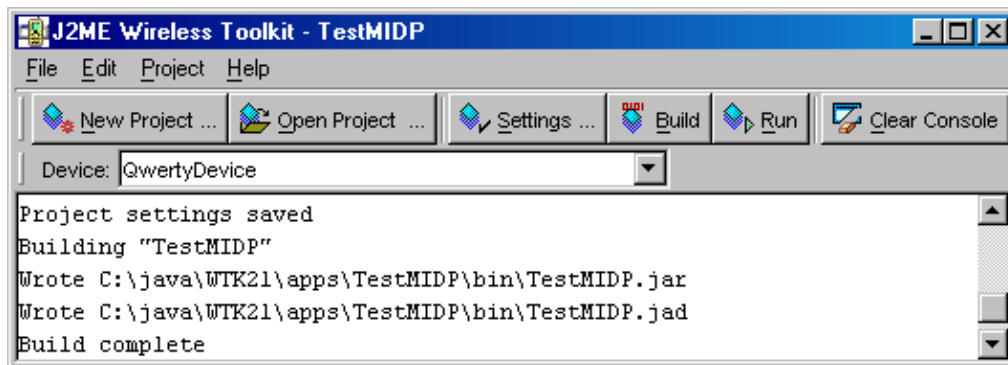 J2ME Wireless Toolkit - TestMIDP
File Edit Project Help
New Project ... Open Project ... Settings ... Build Run Clear Console
Device: QwertyDevice
Project settings saved
Building "TestMIDP"
Wrote C:\java\WTK21\apps\TestMIDP\bin\TestMIDP.jar
Wrote C:\java\WTK21\apps\TestMIDP\bin\TestMIDP.jad
Build complete